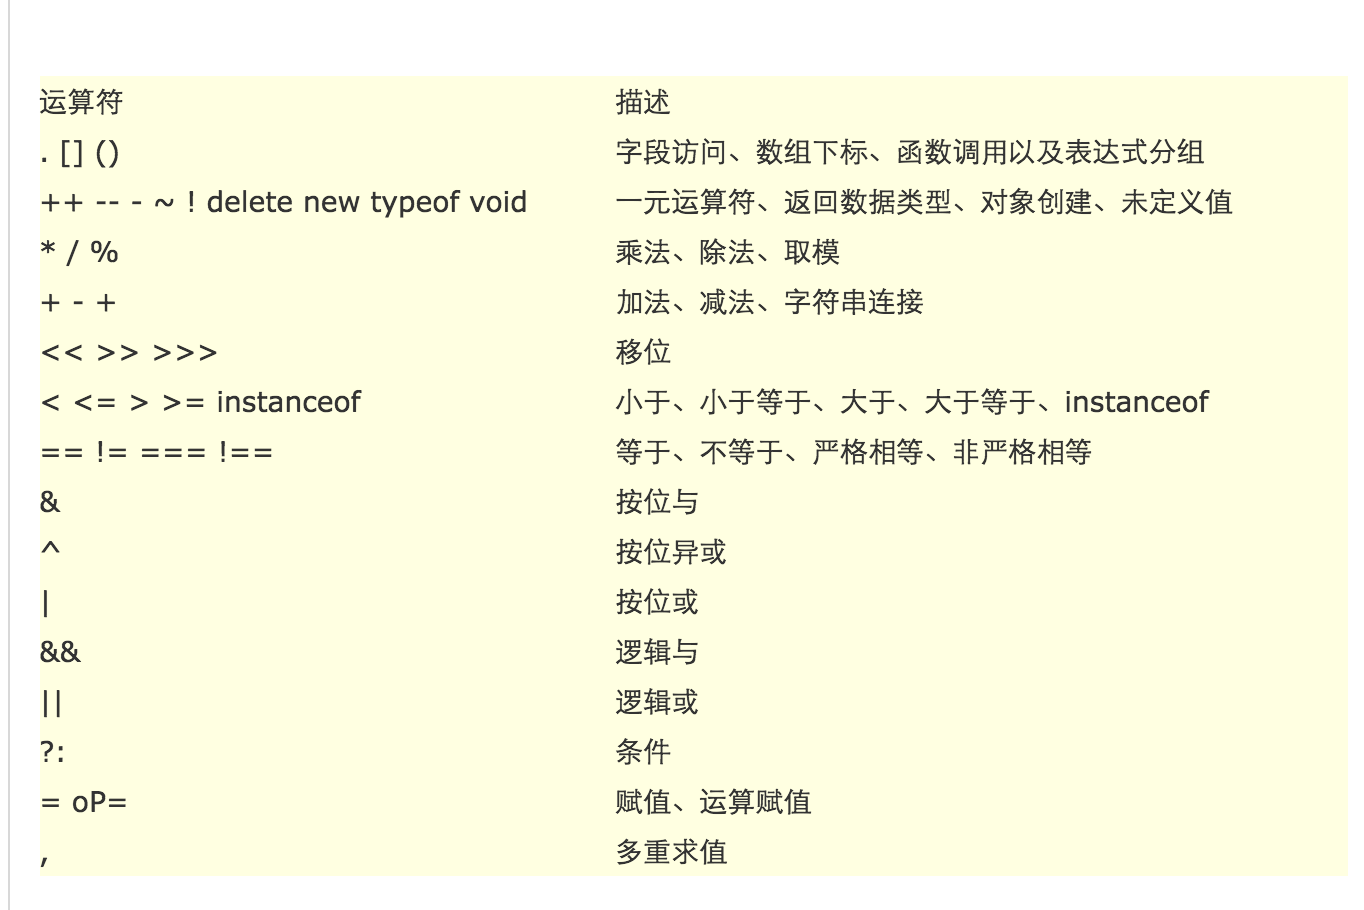 运算符 描述
. [] () 字段访问、数组下标、函数调用以及表达式分组
++ -- - ~ ! delete new typeof void 一元运算符、返回数据类型、对象创建、未定义值
* / % 乘法、除法、取模
+ - + 加法、减法、字符串连接
<< >> >>> 移位
< <= > >= instanceof 小于、小于等于、大于、大于等于、instanceof
== != === !== 等于、不等于、严格相等、非严格相等
& 按位与
^ 按位异或
| 按位或
&& 逻辑与
|| 逻辑或
?: 条件
= oP= 赋值、运算赋值
, 多重求值